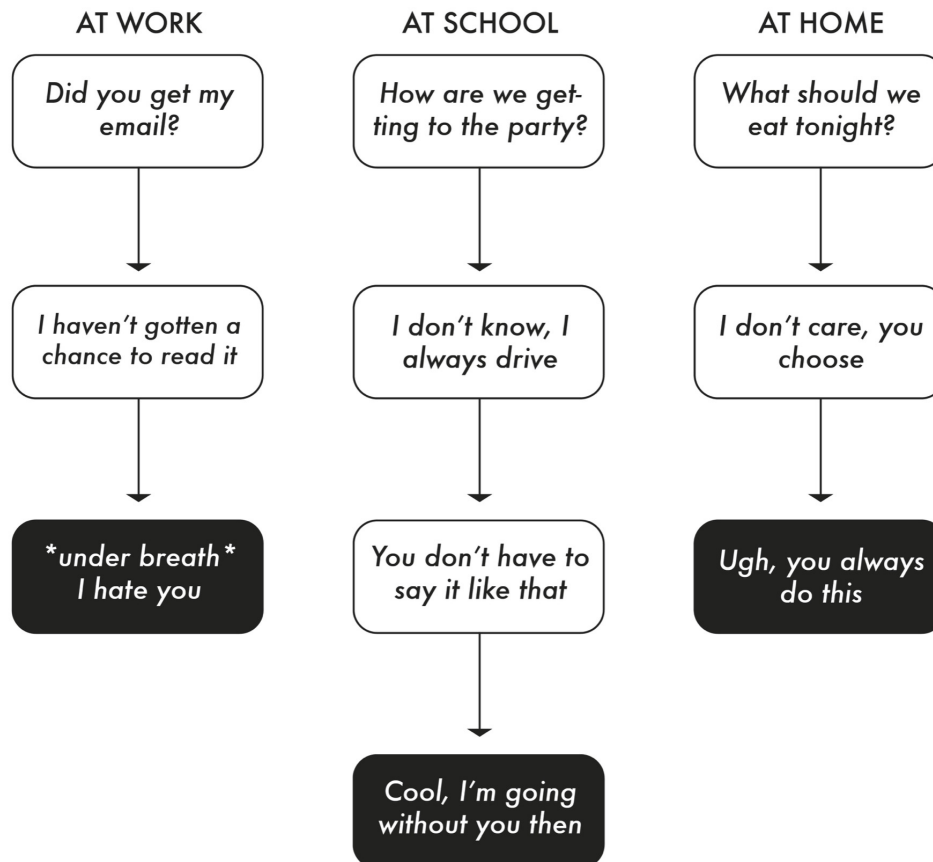 AT WORK
Did you get my
email?
I haven't gotten a
chance to read it
*under breath*
I hate you
AT SCHOOL
How are we get-
ting to the party?
I don't know, I
always drive
You don't have to
say it like that
Cool, I'm going
without you then
AT HOME
What should we
eat tonight?
I don't care, you
choose
Ugh, you always
do this